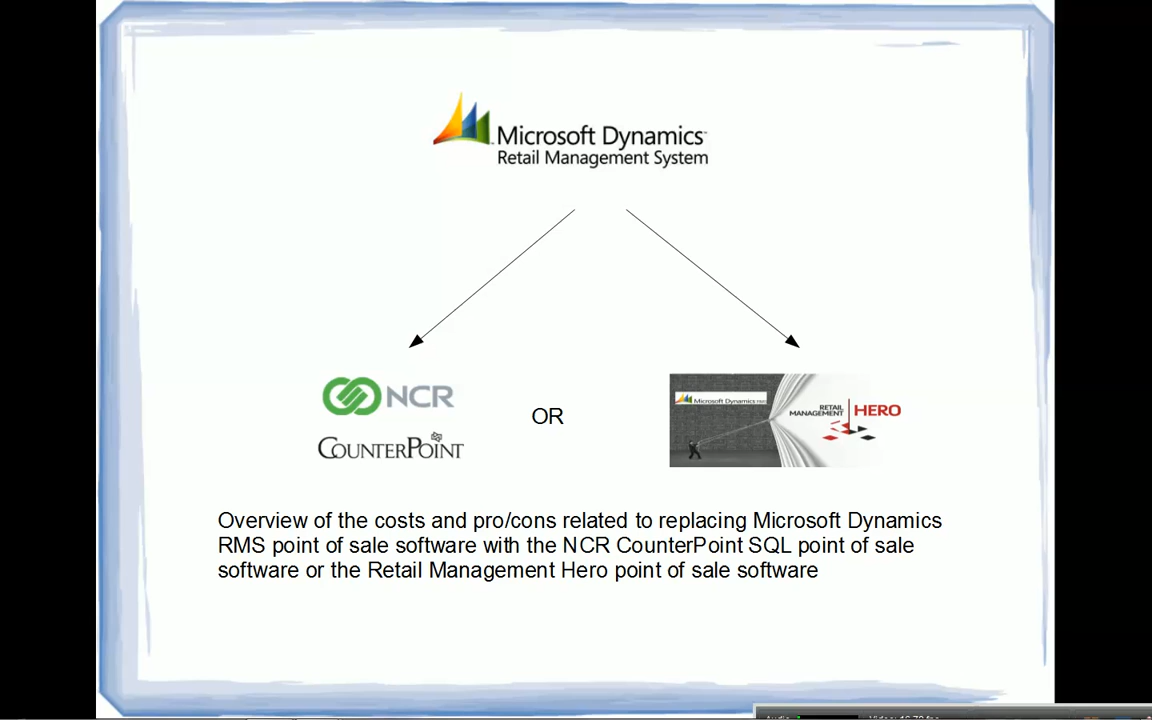 Microsoft Dynamics™
Retail Management System
NCR
COUNTERPOINT
OR
Microsoft Dynamics RMS
RETAIL
MANAGEMENT
HERO
Overview of the costs and pro/cons related to replacing Microsoft Dynamics
RMS point of sale software with the NCR CounterPoint SQL point of sale
software or the Retail Management Hero point of sale software